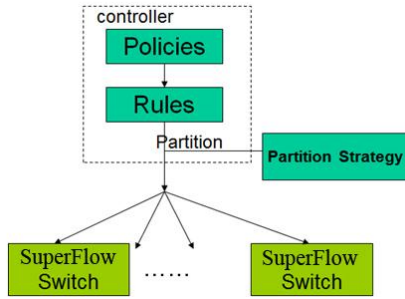 controller
Policies
Rules
Partition
Partition Strategy
SuperFlow
Switch
......
SuperFlow
Switch